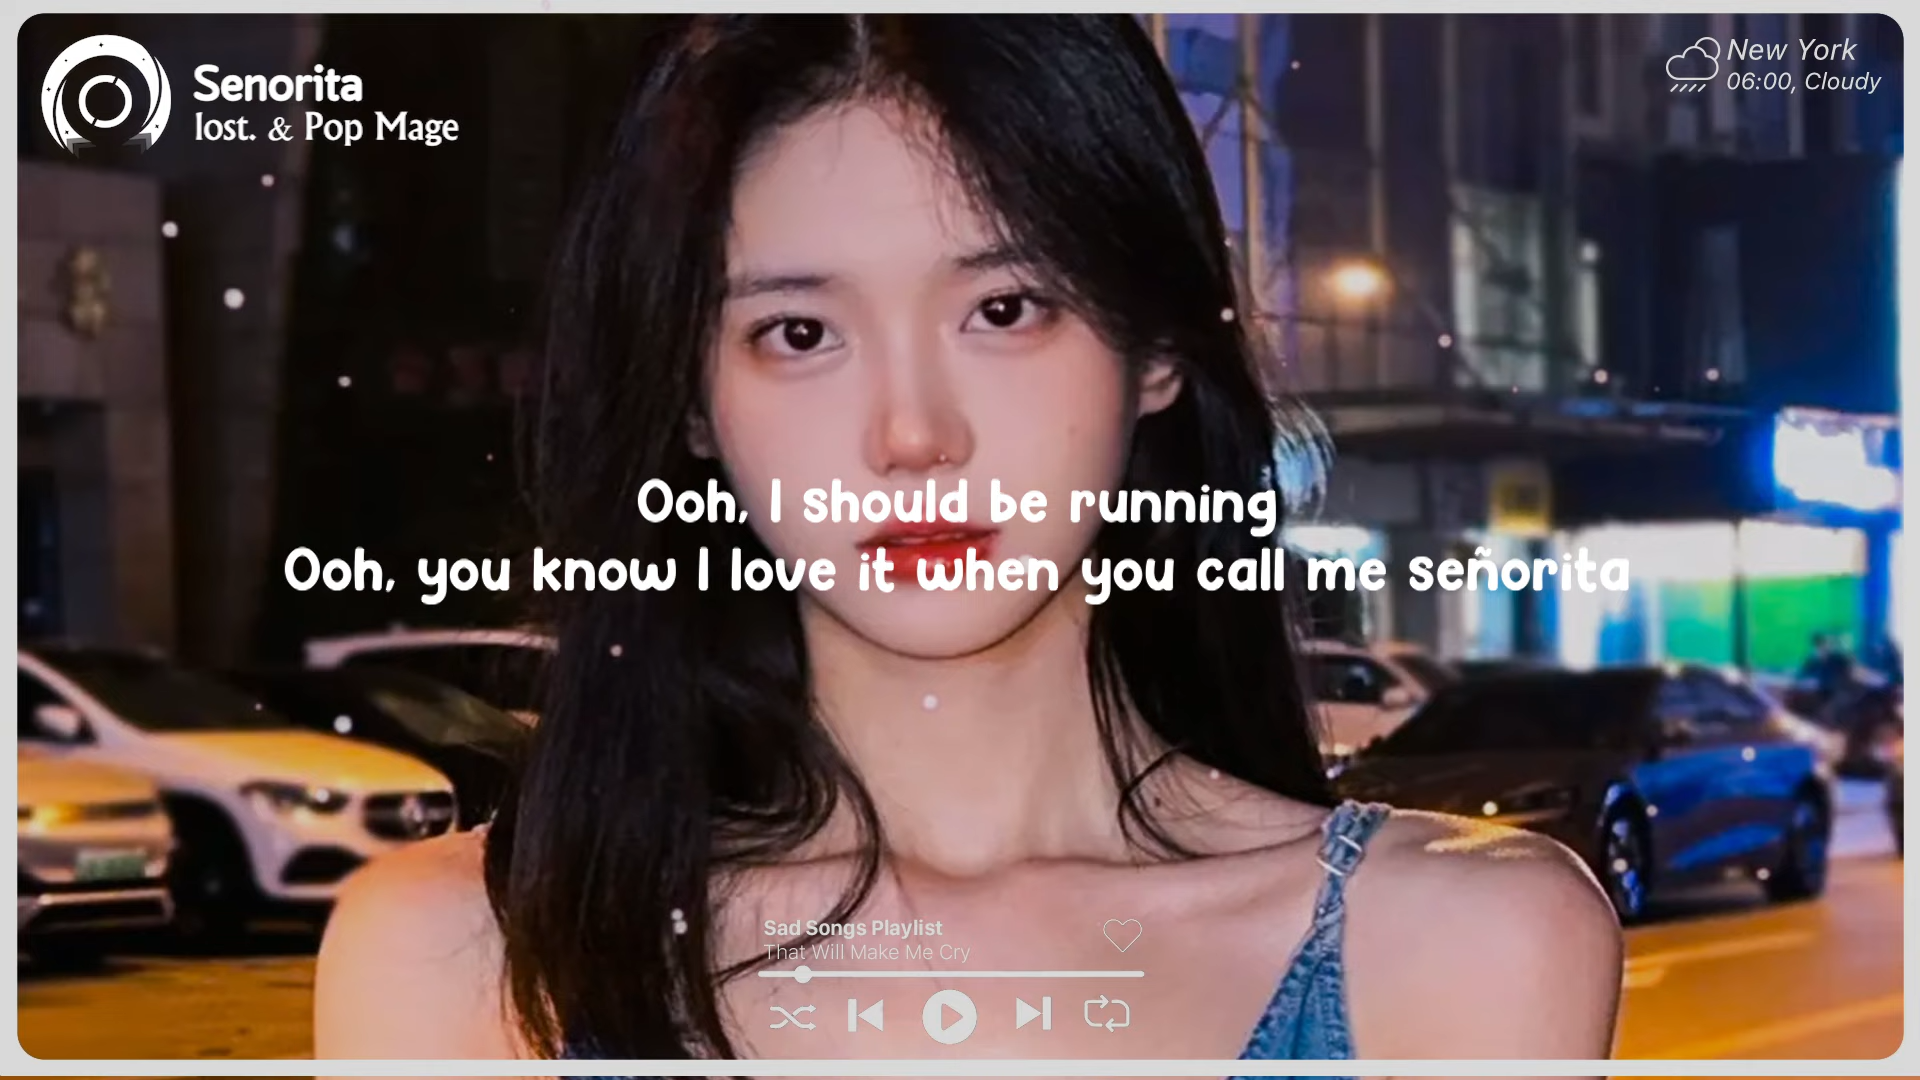 Senorita
lost. & Pop Mage
New York
06:00, Cloudy
Ooh, I should be running
Ooh, you know I love it when you call me señorita
Sad Songs Playlist
That Will Make Me Cry